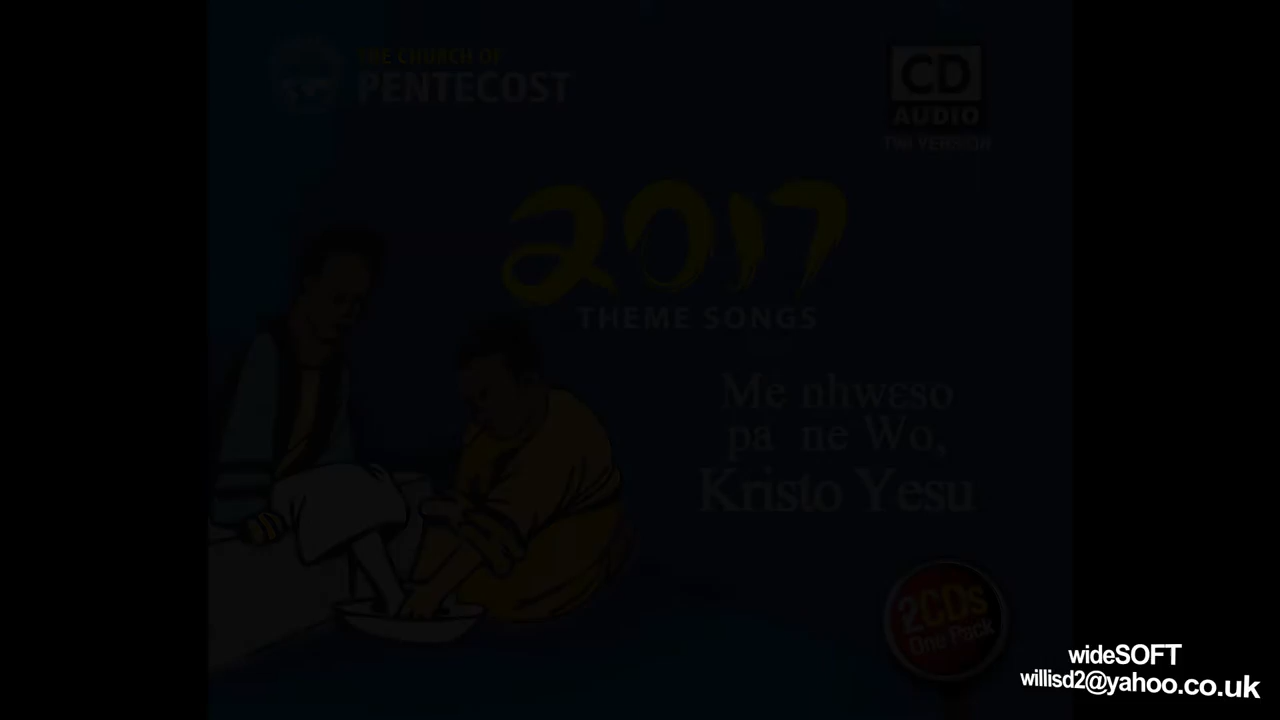 THE CHURCH OF
PENTECOST
CD
AUDIO
TWI VERSION
2017
THEME SONGS
Me nhwɛso
pa ne Wo,
Kristo Yesu
2CDs
One Pack
wideSOFT
willisd2@yahoo.co.uk